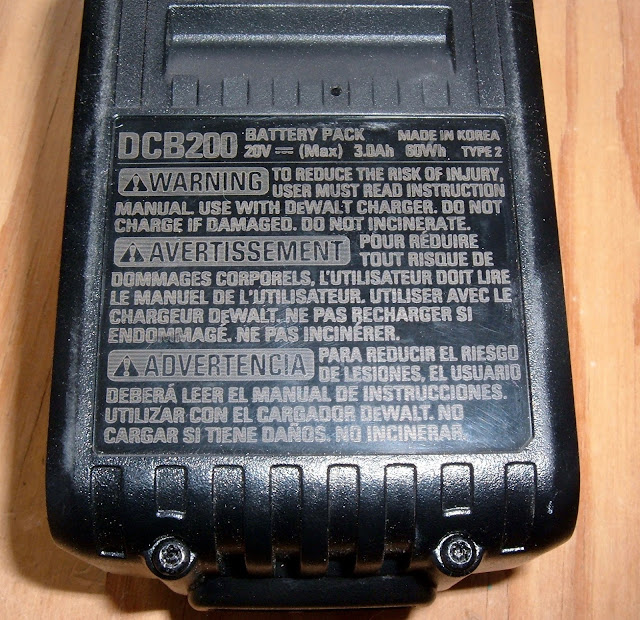 DCB200 BATTERY PACK MADE IN KOREA
20V ⎓ (Max) 3.0Ah 60Wh TYPE 2
⚠WARNING TO REDUCE THE RISK OF INJURY,
USER MUST READ INSTRUCTION
MANUAL. USE WITH DeWALT CHARGER. DO NOT
CHARGE IF DAMAGED. DO NOT INCINERATE.
⚠AVERTISSEMENT POUR RÉDUIRE
TOUT RISQUE DE
DOMMAGES CORPORELS, L'UTILISATEUR DOIT LIRE
LE MANUEL DE L'UTILISATEUR. UTILISER AVEC LE
CHARGEUR DeWALT. NE PAS RECHARGER SI
ENDOMMAGÉ. NE PAS INCINÉRER.
⚠ADVERTENCIA PARA REDUCIR EL RIESGO
DE LESIONES, EL USUARIO
DEBERÁ LEER EL MANUAL DE INSTRUCCIONES.
UTILIZAR CON EL CARGADOR DeWALT. NO
CARGAR SI TIENE DAÑOS. NO INCINERAR.